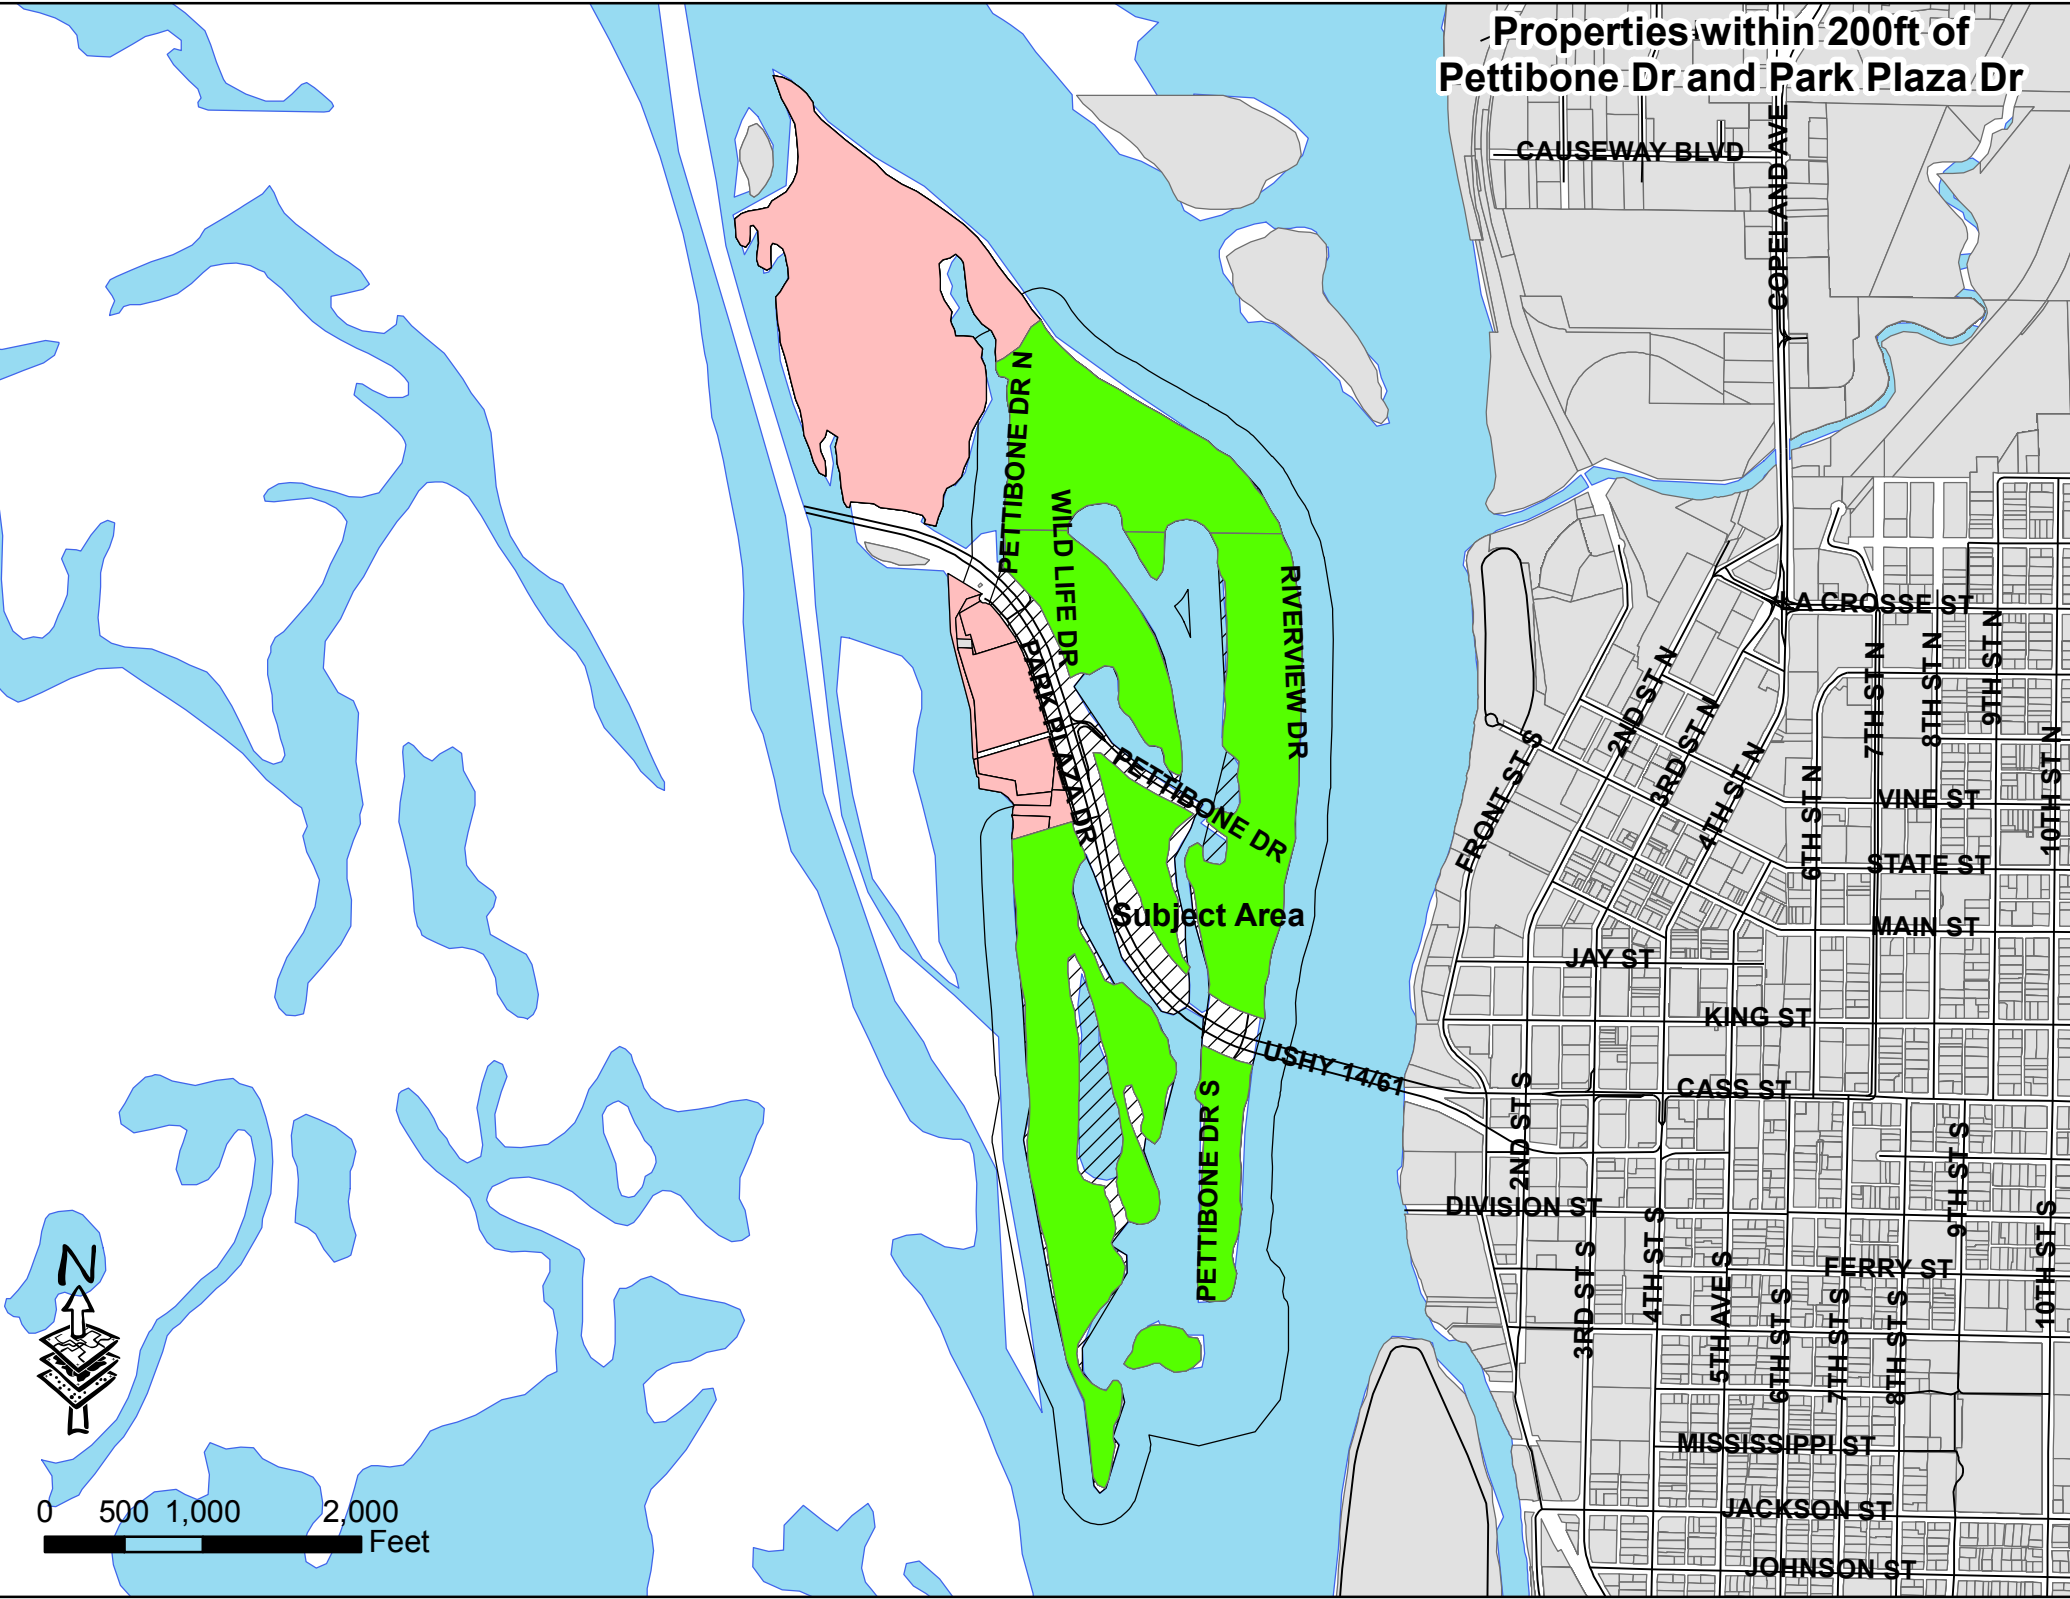 Properties within 200ft of
Pettibone Dr and Park Plaza Dr
CAUSEWAY BLVD
COPELAND AVE
PETTIBONE DR N
WILD LIFE DR
RIVERVIEW DR
PARK PLAZA DR
PETTIBONE DR
Subject Area
USHY 14/61
PETTIBONE DR S
LA CROSSE ST
2ND ST N
3RD ST N
4TH ST N
6TH ST N
7TH ST N
8TH ST N
9TH ST N
10TH ST N
FRONT ST S
VINE ST
STATE ST
MAIN ST
JAY ST
KING ST
CASS ST
2ND ST S
DIVISION ST
3RD ST S
4TH ST S
5TH AVE S
6TH ST S
7TH ST S
8TH ST S
9TH ST S
10TH ST S
FERRY ST
MISSISSIPPI ST
JACKSON ST
JOHNSON ST
N
0 500 1,000 2,000
Feet